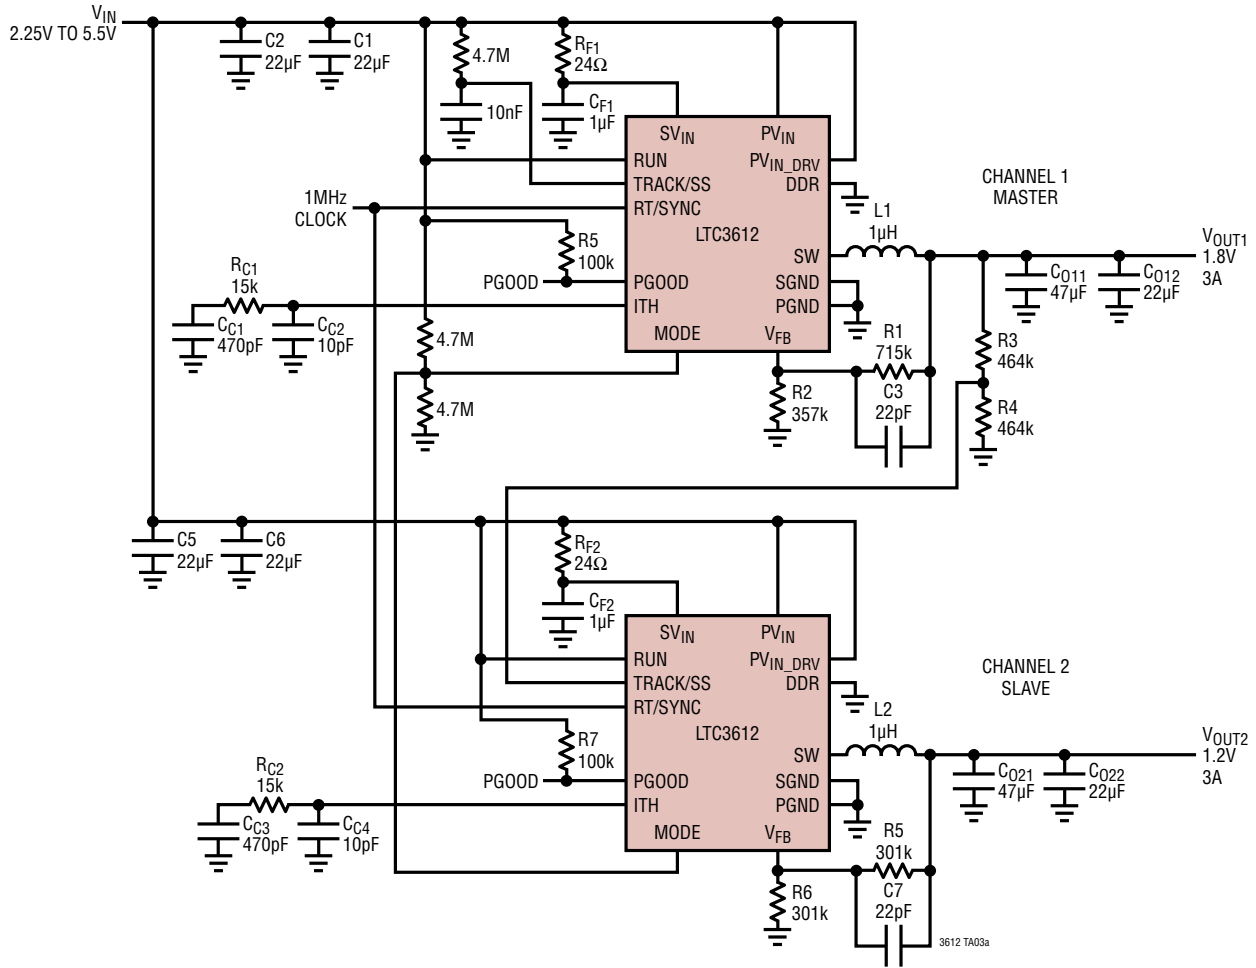 VIN
2.25V TO 5.5V
C2
22µF
C1
22µF
4.7M
10nF
RF1
24Ω
CF1
1µF
SVIN
PVIN
RUN
PVIN_DRV
TRACK/SS
DDR
1MHz
CLOCK
RT/SYNC
LTC3612
L1
1µH
SW
CHANNEL 1
MASTER
VOUT1
1.8V
3A
R5
100k
PGOOD
PGOOD
SGND
ITH
PGND
MODE
VFB
RC1
15k
CC1
470pF
CC2
10pF
4.7M
4.7M
CO11
47µF
CO12
22µF
R1
715k
C3
22pF
R2
357k
R3
464k
R4
464k
C5
22µF
C6
22µF
RF2
24Ω
CF2
1µF
SVIN
PVIN
RUN
PVIN_DRV
TRACK/SS
DDR
RT/SYNC
LTC3612
L2
1µH
SW
CHANNEL 2
SLAVE
VOUT2
1.2V
3A
R7
100k
PGOOD
PGOOD
SGND
ITH
PGND
MODE
VFB
RC2
15k
CC3
470pF
CC4
10pF
CO21
47µF
CO22
22µF
R5
301k
C7
22pF
R6
301k
3612 TA03a